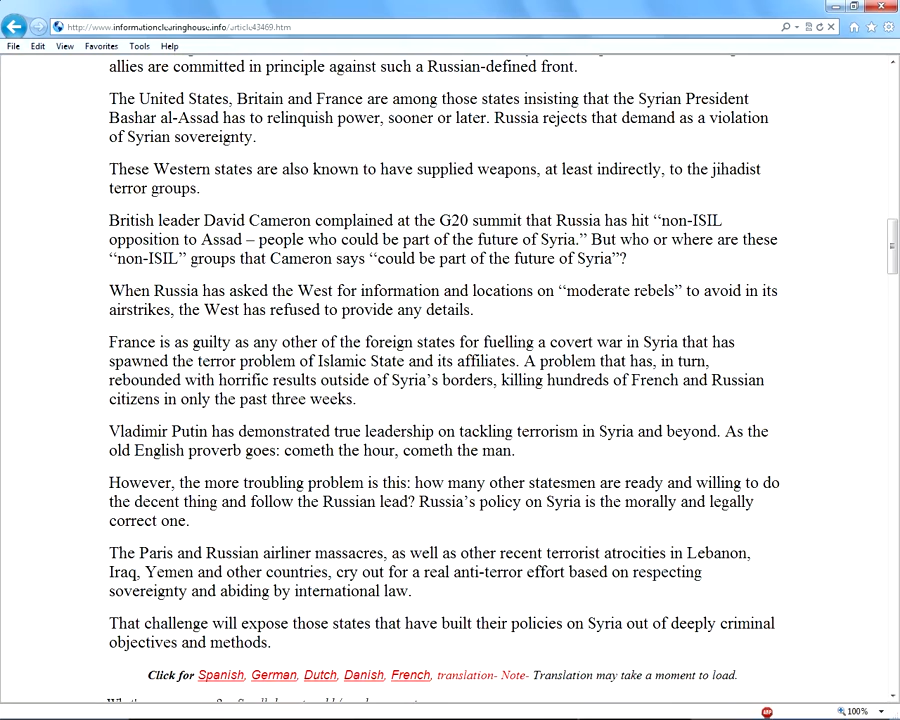 http://www.informationclearinghouse.info/article43469.htm
File Edit View Favorites Tools Help
allies are committed in principle against such a Russian-defined front.
The United States, Britain and France are among those states insisting that the Syrian President
Bashar al-Assad has to relinquish power, sooner or later. Russia rejects that demand as a violation
of Syrian sovereignty.
These Western states are also known to have supplied weapons, at least indirectly, to the jihadist
terror groups.
British leader David Cameron complained at the G20 summit that Russia has hit “non-ISIL
opposition to Assad – people who could be part of the future of Syria.” But who or where are these
“non-ISIL” groups that Cameron says “could be part of the future of Syria”?
When Russia has asked the West for information and locations on “moderate rebels” to avoid in its
airstrikes, the West has refused to provide any details.
France is as guilty as any other of the foreign states for fuelling a covert war in Syria that has
spawned the terror problem of Islamic State and its affiliates. A problem that has, in turn,
rebounded with horrific results outside of Syria’s borders, killing hundreds of French and Russian
citizens in only the past three weeks.
Vladimir Putin has demonstrated true leadership on tackling terrorism in Syria and beyond. As the
old English proverb goes: cometh the hour, cometh the man.
However, the more troubling problem is this: how many other statesmen are ready and willing to do
the decent thing and follow the Russian lead? Russia’s policy on Syria is the morally and legally
correct one.
The Paris and Russian airliner massacres, as well as other recent terrorist atrocities in Lebanon,
Iraq, Yemen and other countries, cry out for a real anti-terror effort based on respecting
sovereignty and abiding by international law.
That challenge will expose those states that have built their policies on Syria out of deeply criminal
objectives and methods.
Click for Spanish, German, Dutch, Danish, French, translation- Note- Translation may take a moment to load.
ABP
100%